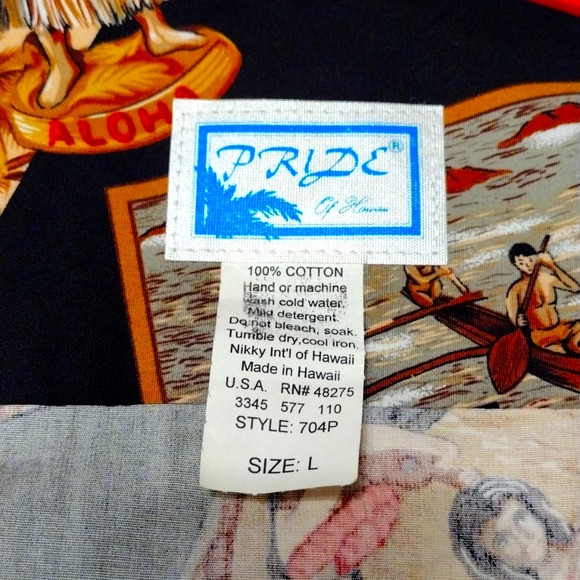 ALOHA
PRIDE®
Of Hawaii
100% COTTON
Hand or machine
wash cold water.
Mild detergent.
Do not bleach, soak.
Tumble dry,cool iron.
Nikky Int'l of Hawaii
Made in Hawaii
U.S.A. RN# 48275
3345 577 110
STYLE: 704P
SIZE: L